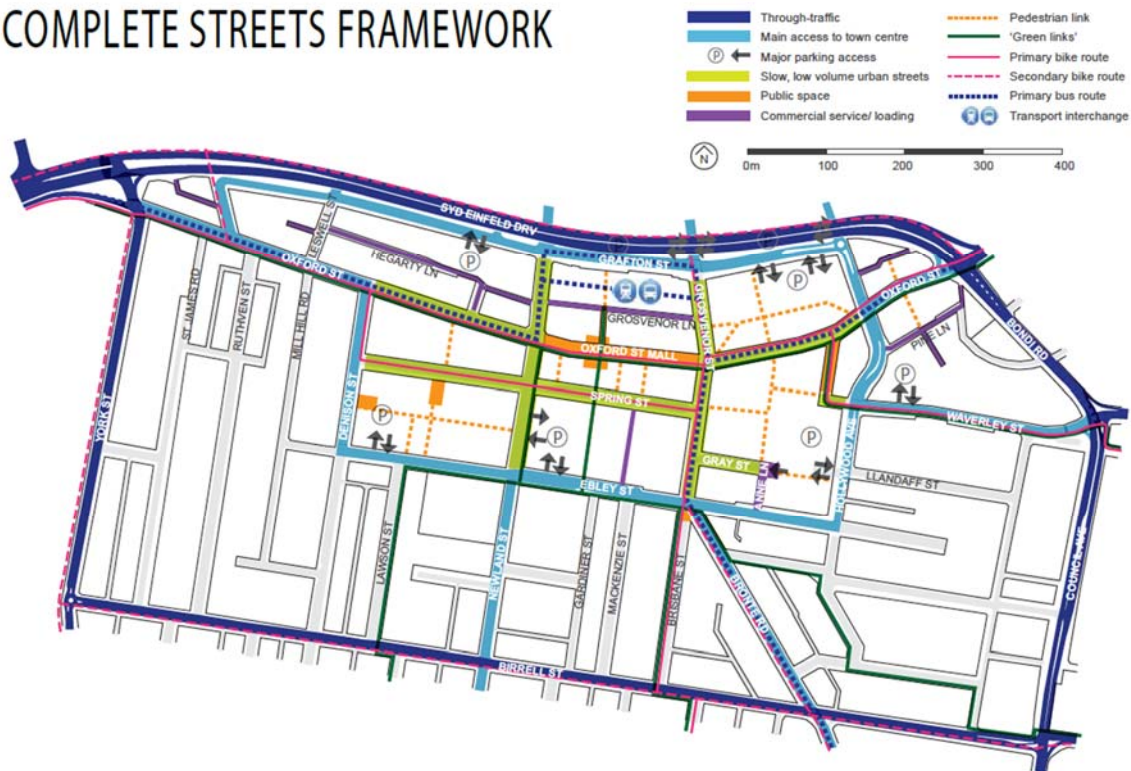 COMPLETE STREETS FRAMEWORK
Through-traffic
Main access to town centre
P Major parking access
Slow, low volume urban streets
Public space
Commercial service/ loading
Pedestrian link
'Green links'
Primary bike route
Secondary bike route
Primary bus route
Transport interchange
N
0m 100 200 300 400
SYD EINFELD DRV
GRAFTON ST
OXFORD ST
HEGARTY LN
P
P
P
ST JAMES RD
RUTHVEN ST
MILL HILL RD
GROSVENOR LN
OXFORD ST MALL
OXFORD ST
BONDI RD
PINE LN
YORK ST
DENISON ST
SPRING ST
P
P
P
P
WAVERLEY ST
GRAY ST
ANNE LN
HOLLYWOOD AVE
LLANDAFF ST
EBLEY ST
LAWSON ST
NEWLAND ST
GARDINER ST
MACKENZIE ST
BRISBANE ST
BRONTE RD
BIRRELL ST